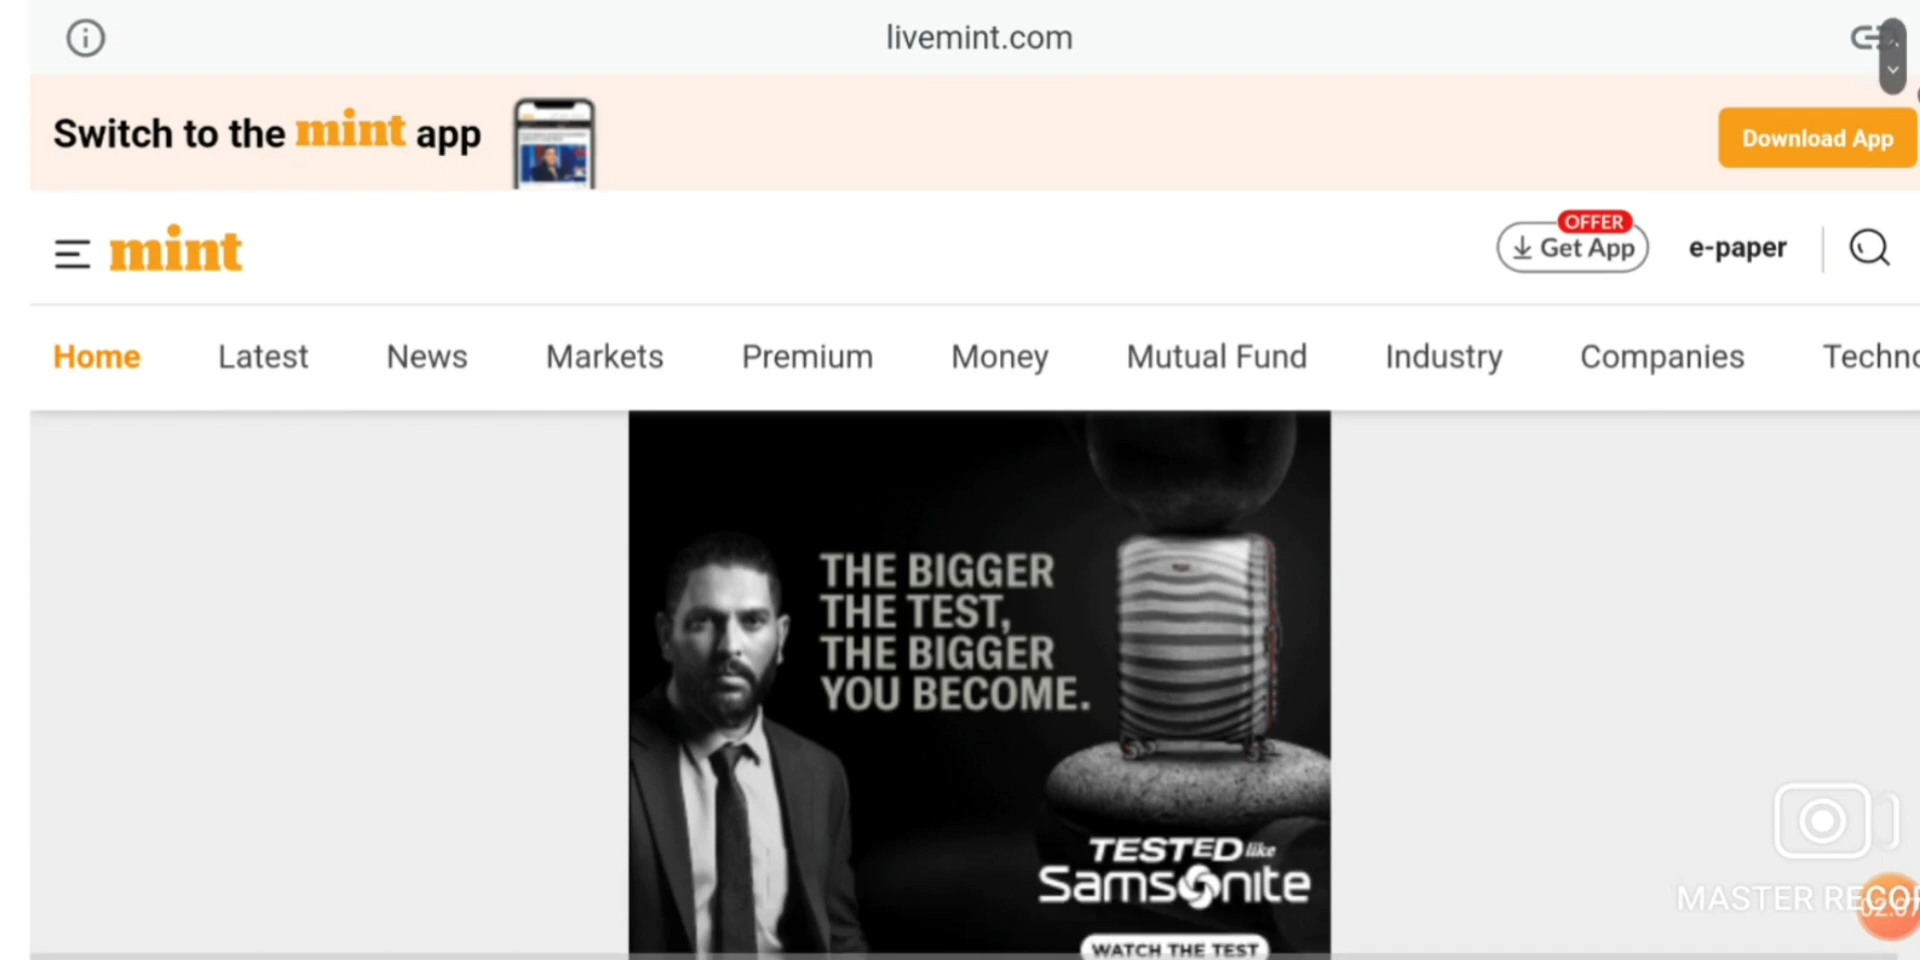 livemint.com
Switch to the mint app
Download App
mint
OFFER
Get App
e-paper
Home
Latest
News
Markets
Premium
Money
Mutual Fund
Industry
Companies
THE BIGGER
THE TEST,
THE BIGGER
YOU BECOME.
TESTED like
Samsonite
WATCH THE TEST
MASTER